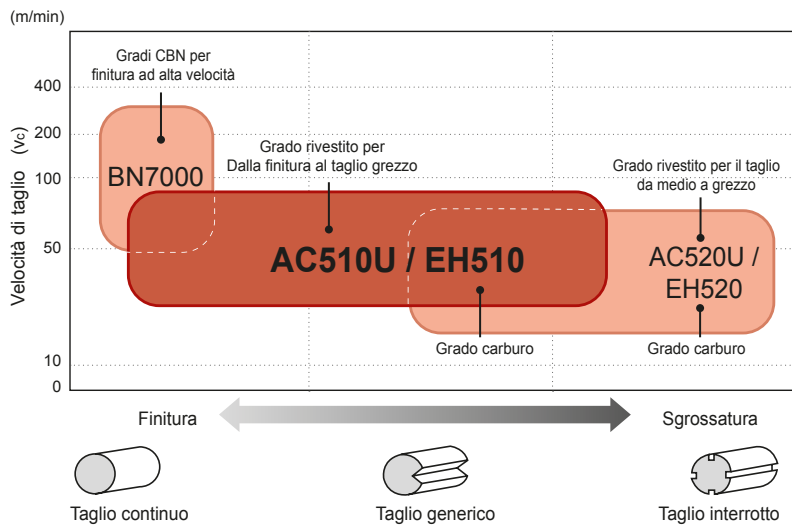 (m/min)
Velocità di taglio (vc)
400
200
100
50
10
0
Gradi CBN per
finitura ad alta velocità
BN7000
Grado rivestito per
Dalla finitura al taglio grezzo
AC510U / EH510
Grado carburo
Grado rivestito per il taglio
da medio a grezzo
AC520U /
EH520
Grado carburo
Finitura
Sgrossatura
Taglio continuo
Taglio generico
Taglio interrotto